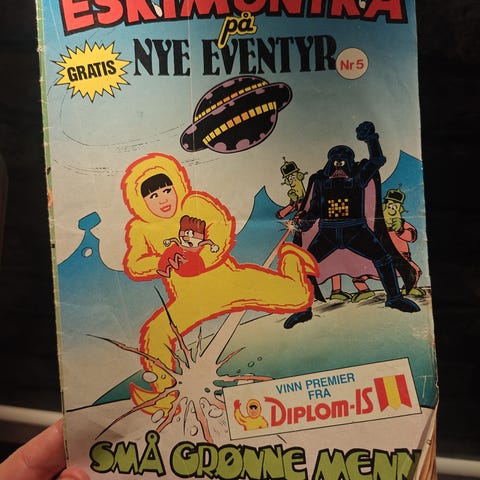 ESKIMONIKA
på
NYE EVENTYR
Nr 5
GRATIS
VINN PREMIER
FRA
DIPLOM-IS
SMÅ GRØNNE MENN